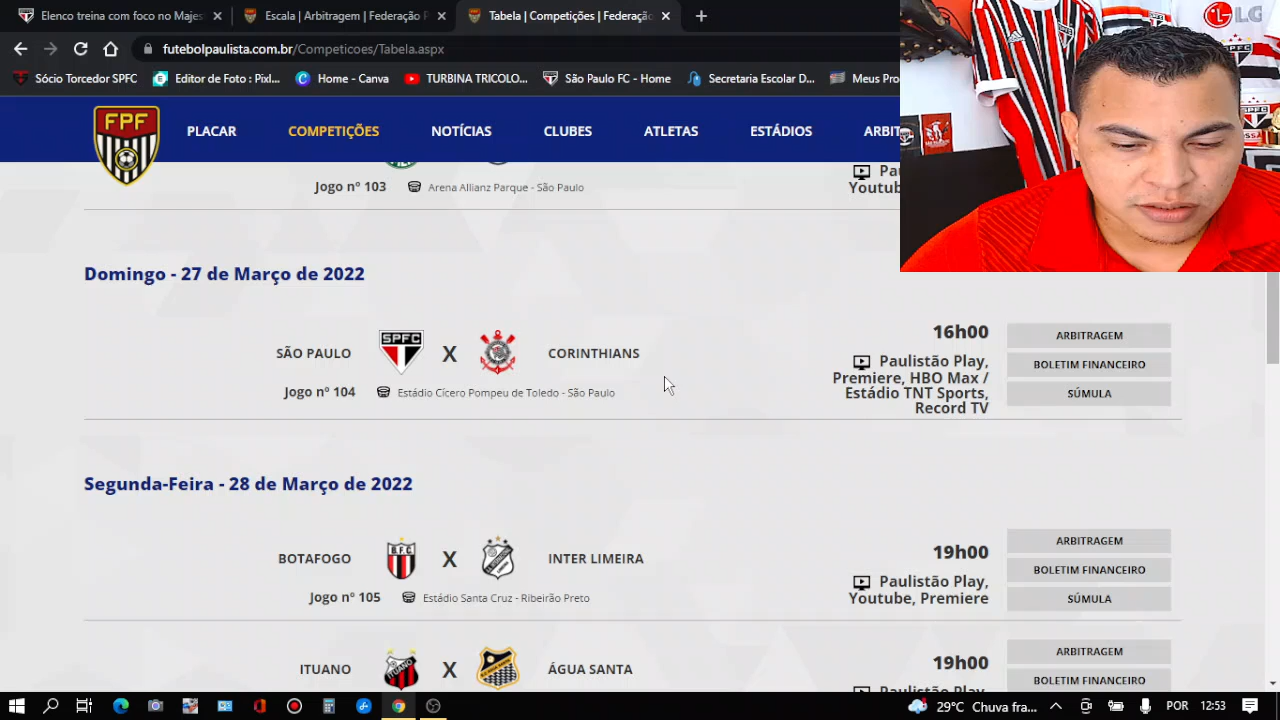 Elenco no Maj
Escala | Arbitragem | Federação F
Tabela | Competições | Federação
futebolpaulista.com.br/Competicoes/Tabela.aspx
Sócio Torcedor SPFC
Editor de Foto : Pixl...
Home - Canva
TURBINA TRICOLO...
São Paulo FC - Home
Secretaria Escolar D...
Meus Pro
LG
FPF
PLACAR
COMPETIÇÕES
NOTÍCIAS
CLUBES
ATLETAS
ESTÁDIOS
ARBIT
Jogo nº 103
Arena Allianz Parque - São Paulo
Domingo - 27 de Março de 2022
SÃO PAULO
SPFC
X
CORINTHIANS
Jogo nº 104
Estádio Cícero Pompeu de Toledo - São Paulo
16h00
Paulistão Play,
Premiere, HBO Max /
Estádio TNT Sports,
Record TV
ARBITRAGEM
BOLETIM FINANCEIRO
SÚMULA
Segunda-Feira - 28 de Março de 2022
BOTAFOGO
B.F.C.
X
INTER LIMEIRA
Jogo nº 105
Estádio Santa Cruz - Ribeirão Preto
19h00
Paulistão Play,
Youtube, Premiere
ARBITRAGEM
BOLETIM FINANCEIRO
SÚMULA
ITUANO
X
ÁGUA SANTA
19h00
ARBITRAGEM
BOLETIM FINANCEIRO
29°C Chuva fra...
POR
12:53